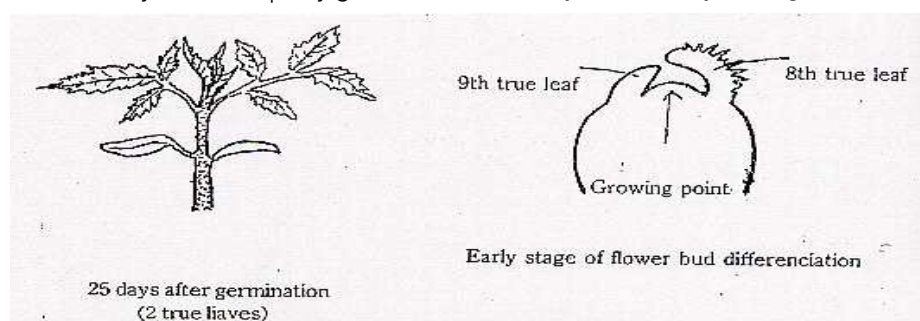 9th true leaf
8th true leaf
Growing point
Early stage of flower bud differenciation
25 days after germination
(2 true liaves)